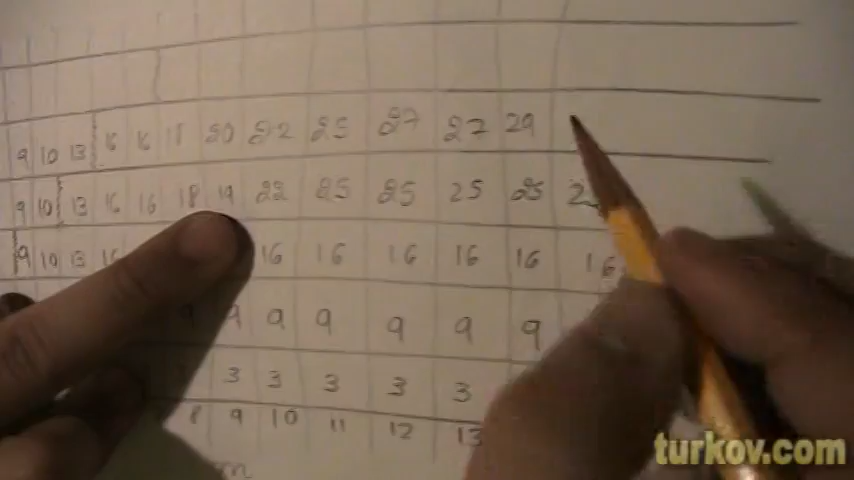 9 10 13 16 16 18 20 22 25 27 27 29
9 10 13 16 16 18 19 22 25 25 25 25
9 10 13 16 16 16 16 16 16 16
9 9 9 9 9 9 9
3 3 3 3 3
8 9 10 11 12 13
turkov.com